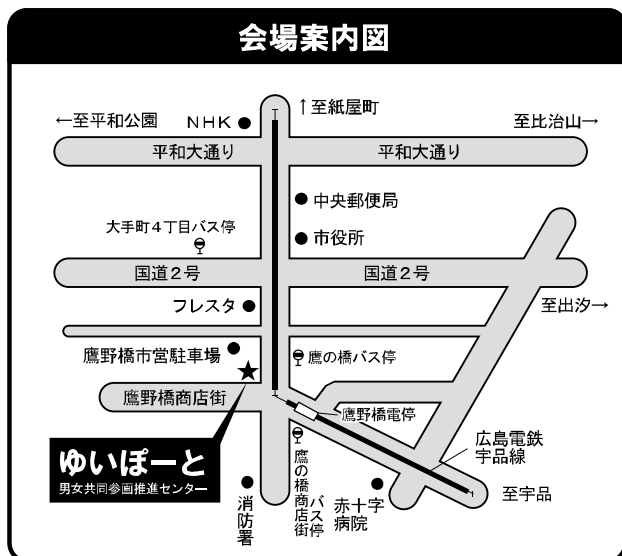 会場案内図
↑至紙屋町
←至平和公園
NHK
至比治山→
平和大通り
平和大通り
中央郵便局
大手町4丁目バス停
市役所
国道2号
国道2号
フレスタ
至出汐→
鷹野橋市営駐車場
鷹の橋バス停
鷹野橋商店街
鷹野橋電停
ゆいぽーと
男女共同参画推進センター
広島電鉄
宇品線
至宇品
消防署
鷹の橋商店街
バス停
赤十字
病院